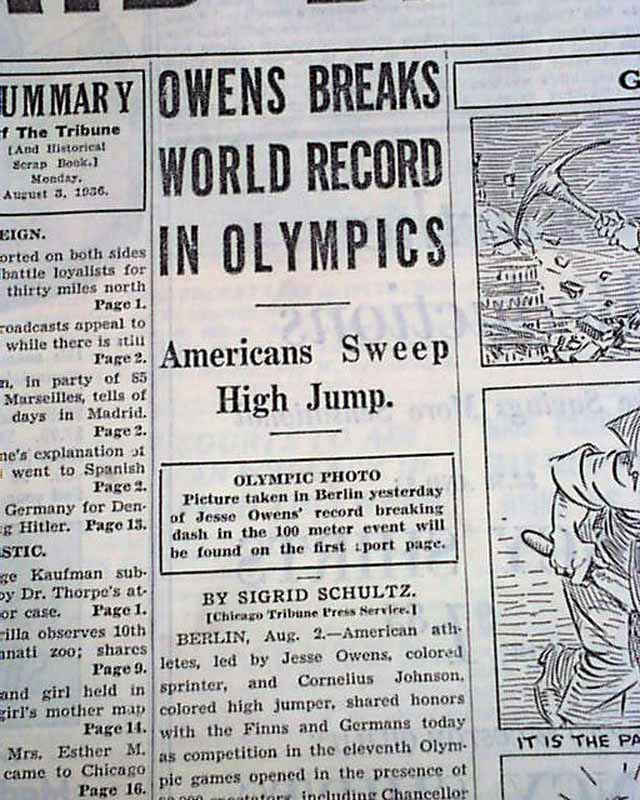 UMMARY
f The Tribune
[And Historical
Scrap Book.]
Monday,
August 3, 1936.
EIGN.
orted on both sides
battle loyalists for
thirty miles north
Page 1.
roadcasts appeal to
while there is still
Page 2.
n, in party of 85
Marseilles, tells of
days in Madrid.
Page 2.
ne's explanation of
went to Spanish
Page 2.
Germany for Den-
g Hitler. Page 13.
STIC.
ge Kaufman sub-
by Dr. Thorpe's at-
or case. Page 1.
rilla observes 10th
nnati zoo; shares
Page 9.
and girl held in
girl's mother map
Page 14.
Mrs. Esther M.
came to Chicago
Page 16.
OWENS BREAKS
WORLD RECORD
IN OLYMPICS
Americans Sweep
High Jump.
OLYMPIC PHOTO
Picture taken in Berlin yesterday
of Jesse Owens' record breaking
dash in the 100 meter event will
be found on the first sport page.
BY SIGRID SCHULTZ.
[Chicago Tribune Press Service.]
BERLIN, Aug. 2.—American ath-
letes, led by Jesse Owens, colored
sprinter, and Cornelius Johnson,
colored high jumper, shared honors
with the Finns and Germans today
as competition in the eleventh Olym-
pic games opened in the presence of
including Chancellor
G
IT IS THE PA